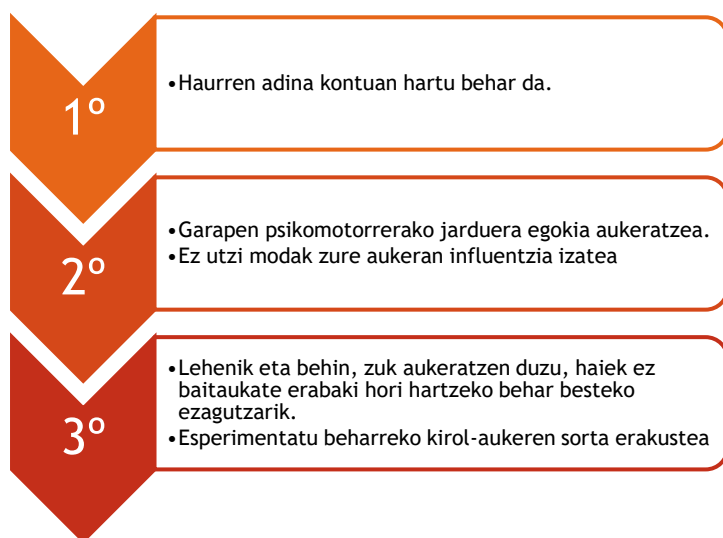 1º
•Haurren adina kontuan hartu behar da.
2º
•Garapen psikomotorrerako jarduera egokia aukeratzea.
•Ez utzi modak zure aukeran influentzia izatea
3º
•Lehenik eta behin, zuk aukeratzen duzu, haiek ez
baitaukate erabaki hori hartzeko behar besteko
ezagutzarik.
•Esperimentatu beharreko kirol-aukeren sorta erakustea